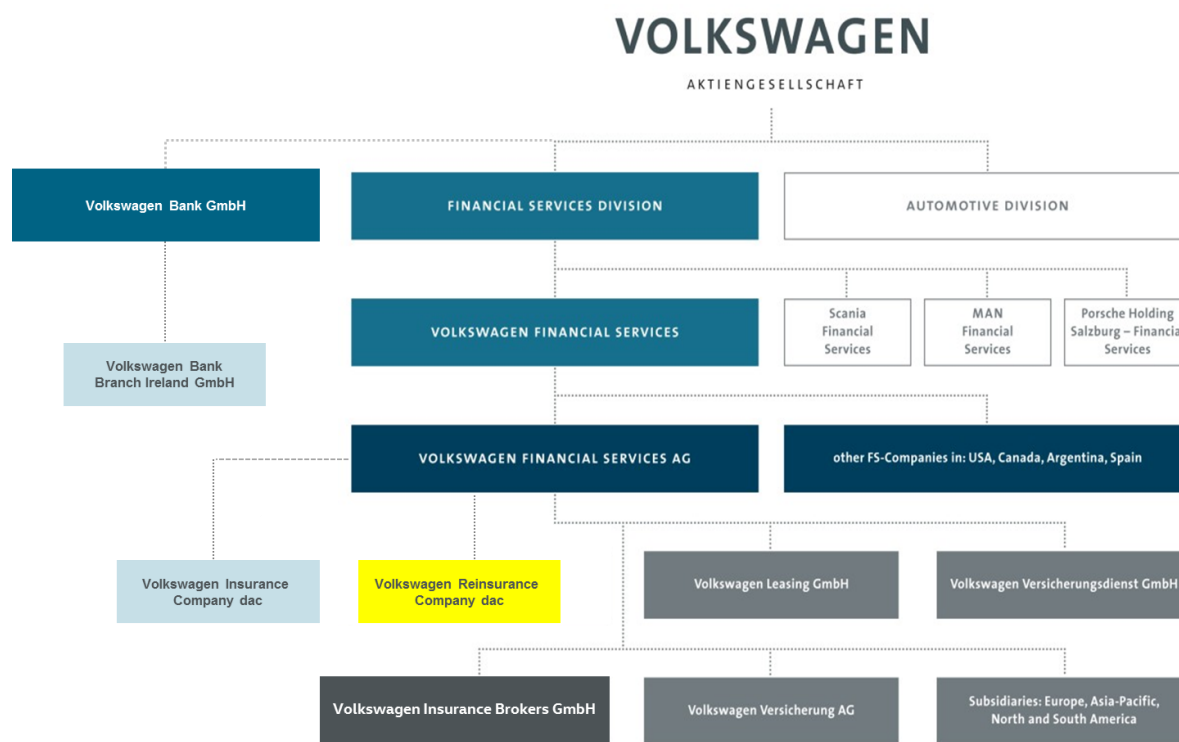 VOLKSWAGEN
AKTIENGESELLSCHAFT
Volkswagen Bank GmbH
FINANCIAL SERVICES DIVISION
AUTOMOTIVE DIVISION
VOLKSWAGEN FINANCIAL SERVICES
Scania
Financial
Services
MAN
Financial
Services
Porsche Holding
Salzburg – Financia
Services
Volkswagen Bank
Branch Ireland GmbH
VOLKSWAGEN FINANCIAL SERVICES AG
other FS-Companies in: USA, Canada, Argentina, Spain
Volkswagen Insurance
Company dac
Volkswagen Reinsurance
Company dac
Volkswagen Leasing GmbH
Volkswagen Versicherungsdienst GmbH
Volkswagen Insurance Brokers GmbH
Volkswagen Versicherung AG
Subsidiaries: Europe, Asia-Pacific,
North and South America